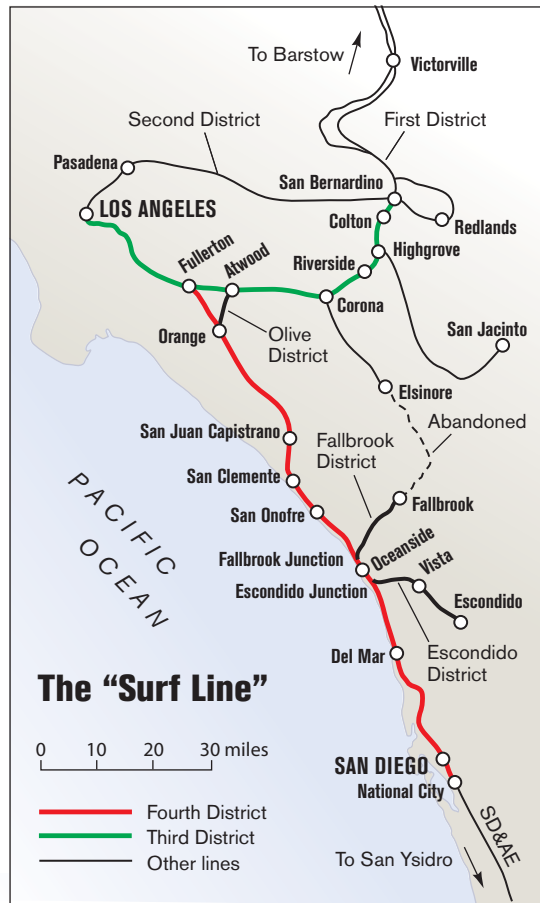 To Barstow
Victorville
Second District
First District
Pasadena
San Bernardino
LOS ANGELES
Colton
Redlands
Fullerton
Atwood
Riverside
Highgrove
Corona
Orange
Olive
District
San Jacinto
Elsinore
San Juan Capistrano
Fallbrook
District
Abandoned
San Clemente
San Onofre
Fallbrook
PACIFIC
OCEAN
Fallbrook Junction
Oceanside
Escondido Junction
Vista
Escondido
Del Mar
Escondido
District
The “Surf Line”
0 10 20 30 miles
SAN DIEGO
National City
Fourth District
Third District
Other lines
SD&AE
To San Ysidro